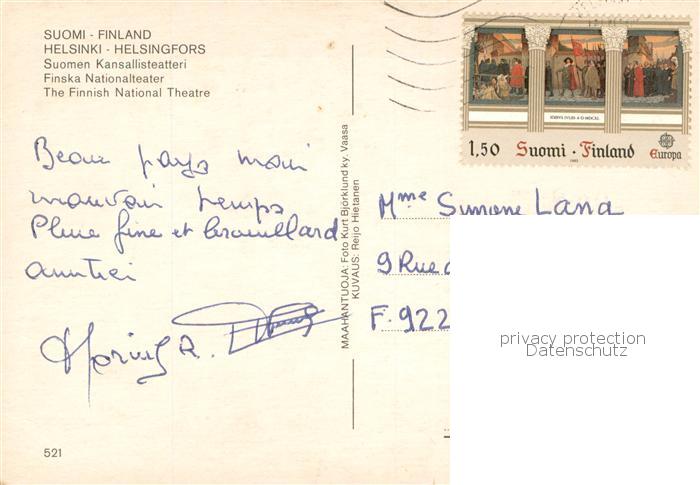 SUOMI - FINLAND
HELSINKI - HELSINGFORS
Suomen Kansallisteatteri
Finska Nationalteater
The Finnish National Theatre
Beau pays mais
mauvais temps
Pluie fine et brouillard
R.
521
MAAHANTUOJA: Foto Kurt Björklund ky. Vaasa
KUVAUS: Reijo Hietanen
1,50 Suomi · Finland Europa
Mme Simone Lana
9 Rue
F. 922
privacy protection
Datenschutz